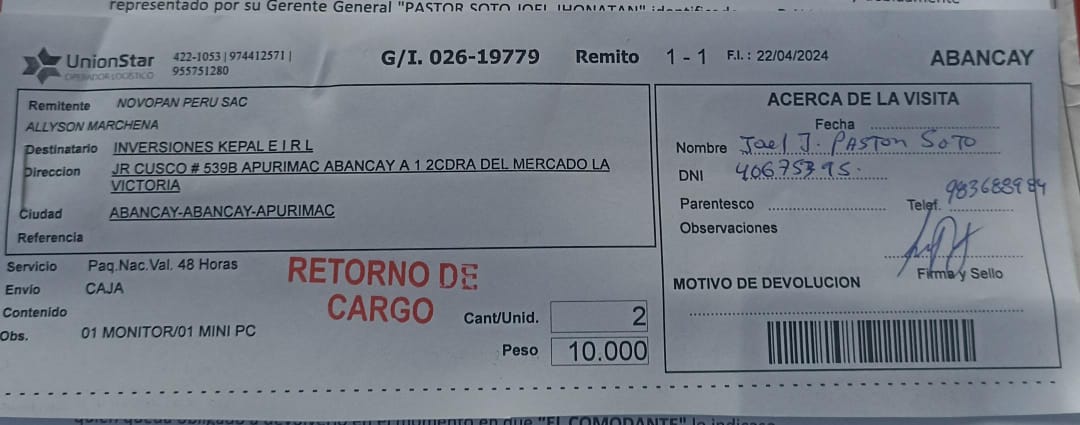 representado por su Gerente General "PASTOR SOTO JOEL JHONATAN"
UnionStar
OPERADOR LOGÍSTICO
422-1053 | 974412571 |
955751280
G/I. 026-19779 Remito 1 - 1 F.I.: 22/04/2024 ABANCAY
Remitente NOVOPAN PERU SAC
ALLYSON MARCHENA
Destinatario INVERSIONES KEPAL E I R L
Direccion JR CUSCO # 539B APURIMAC ABANCAY A 1 2CDRA DEL MERCADO LA
VICTORIA
Ciudad ABANCAY-ABANCAY-APURIMAC
Referencia
Servicio Paq.Nac.Val. 48 Horas
Envio CAJA
Contenido
Obs. 01 MONITOR/01 MINI PC
RETORNO DE
CARGO
Cant/Unid. 2
Peso 10.000
ACERCA DE LA VISITA
Fecha
Nombre Joel J. PASTOR SOTO
DNI 40675395.
Parentesco Telef. 983688984
Observaciones
Firma y Sello
MOTIVO DE DEVOLUCION
en el momento en que "EL COMODANTE" lo